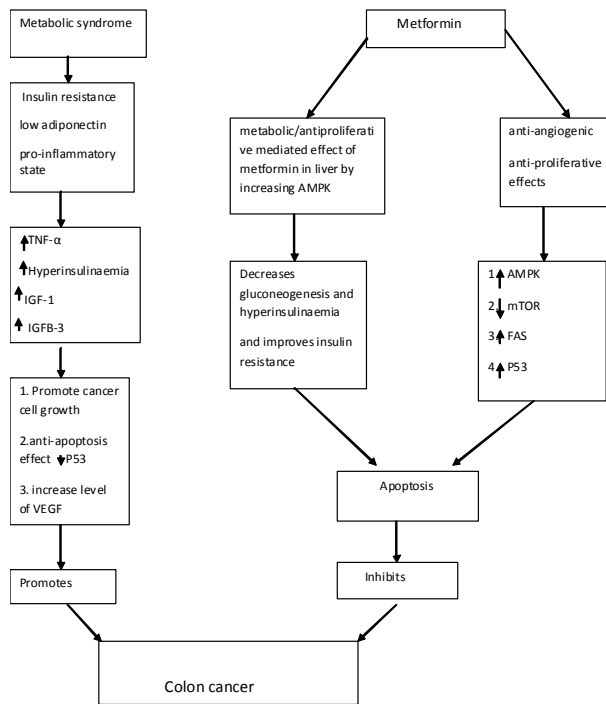 Metabolic syndrome
Insulin resistance
low adiponectin
pro-inflammatory
state
TNF-α
Hyperinsulinaemia
IGF-1
IGFB-3
1. Promote cancer
cell growth
2.anti-apoptosis
effect P53
3. increase level
of VEGF
Promotes
Metformin
metabolic/antiproliferati
ve mediated effect of
metformin in liver by
increasing AMPK
anti-angiogenic
anti-proliferative
effects
Decreases
gluconeogenesis and
hyperinsulinaemia
and improves insulin
resistance
1. AMPK
2. mTOR
3. FAS
4. P53
Apoptosis
Inhibits
Colon cancer